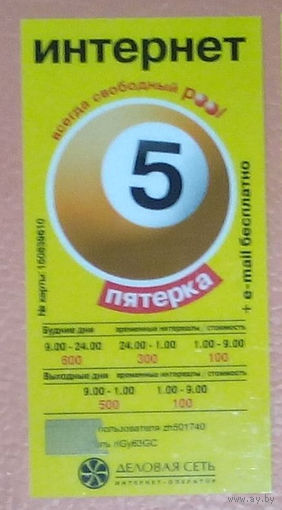 интернет
всегда свободный pool
5
пятерка
№ карты 150839610
+ e-mail бесплатно
Будние дни временные интервалы стоимость
9.00 -24.00 24.00 -1.00 1.00 -9.00
600 300 100
Выходные дни временные интервалы стоимость
9.00 -1.00 1.00 -9.00
500 100
пользователя zh501740
rlGy63GC
ДЕЛОВАЯ СЕТЬ
ИНТЕРНЕТ-ОПЕРАТОР
www.ay.by